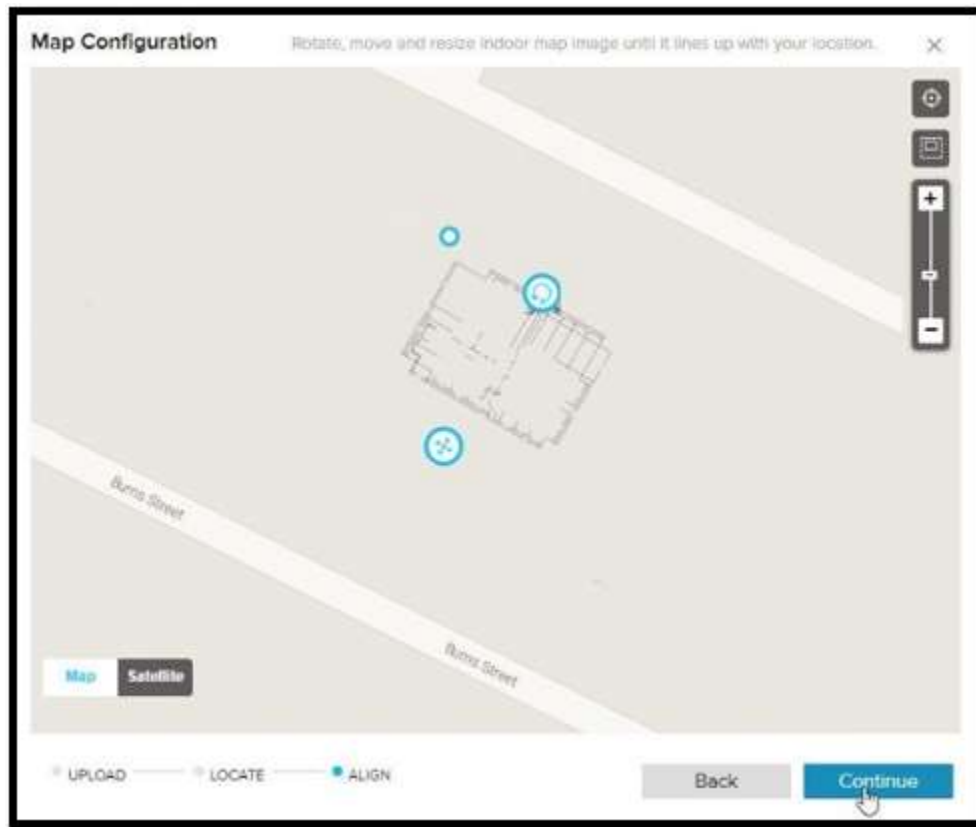 Map Configuration
Rotate, move and resize indoor map image until it lines up with your location.
+
−
Burns Street
Burns Street
Map Satellite
UPLOAD LOCATE ALIGN
Back Continue